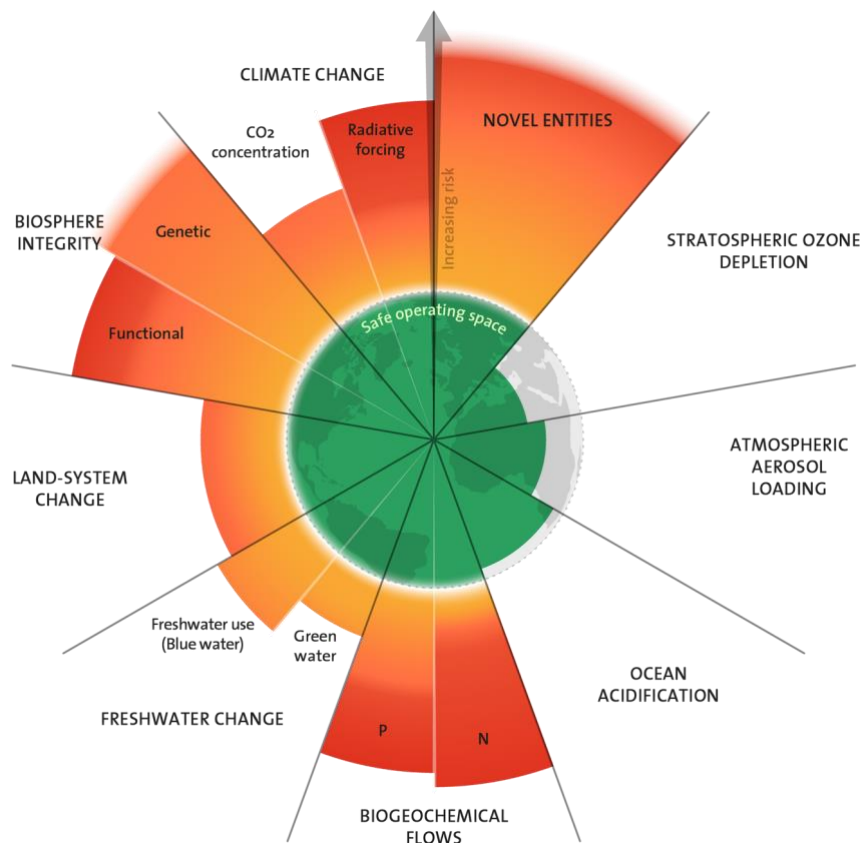 CLIMATE CHANGE
CO2
concentration
Radiative
forcing
NOVEL ENTITIES
Increasing risk
STRATOSPHERIC OZONE
DEPLETION
BIOSPHERE
INTEGRITY
Genetic
Functional
Safe operating space
ATMOSPHERIC
AEROSOL
LOADING
LAND-SYSTEM
CHANGE
Freshwater use
(Blue water)
Green
water
FRESHWATER CHANGE
OCEAN
ACIDIFICATION
P
N
BIOGEOCHEMICAL
FLOWS